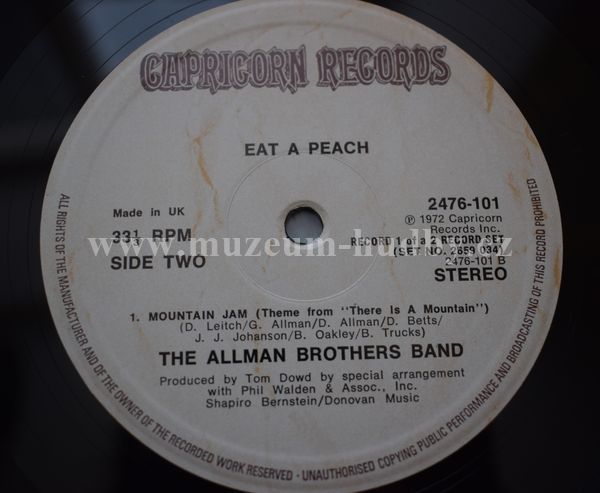 CAPRICORN RECORDS
EAT A PEACH
Made in UK
33⅓ RPM
SIDE TWO
2476-101
℗ 1972 Capricorn
Records Inc.
RECORD 1 of a 2 RECORD SET
(SET NO. 2659 034)
2476-101 B
STEREO
www.muzeum-hudby.cz
1. MOUNTAIN JAM (Theme from "There Is A Mountain")
(D. Leitch/G. Allman/D. Allman/D. Betts/
J. J. Johanson/B. Oakley/B. Trucks)
THE ALLMAN BROTHERS BAND
Produced by Tom Dowd by special arrangement
with Phil Walden & Assoc., Inc.
Shapiro Bernstein/Donovan Music
ALL RIGHTS OF THE MANUFACTURER AND OF THE OWNER OF THE RECORDED WORK RESERVED - UNAUTHORISED COPYING PUBLIC PERFORMANCE AND BROADCASTING OF THIS RECORD PROHIBITED